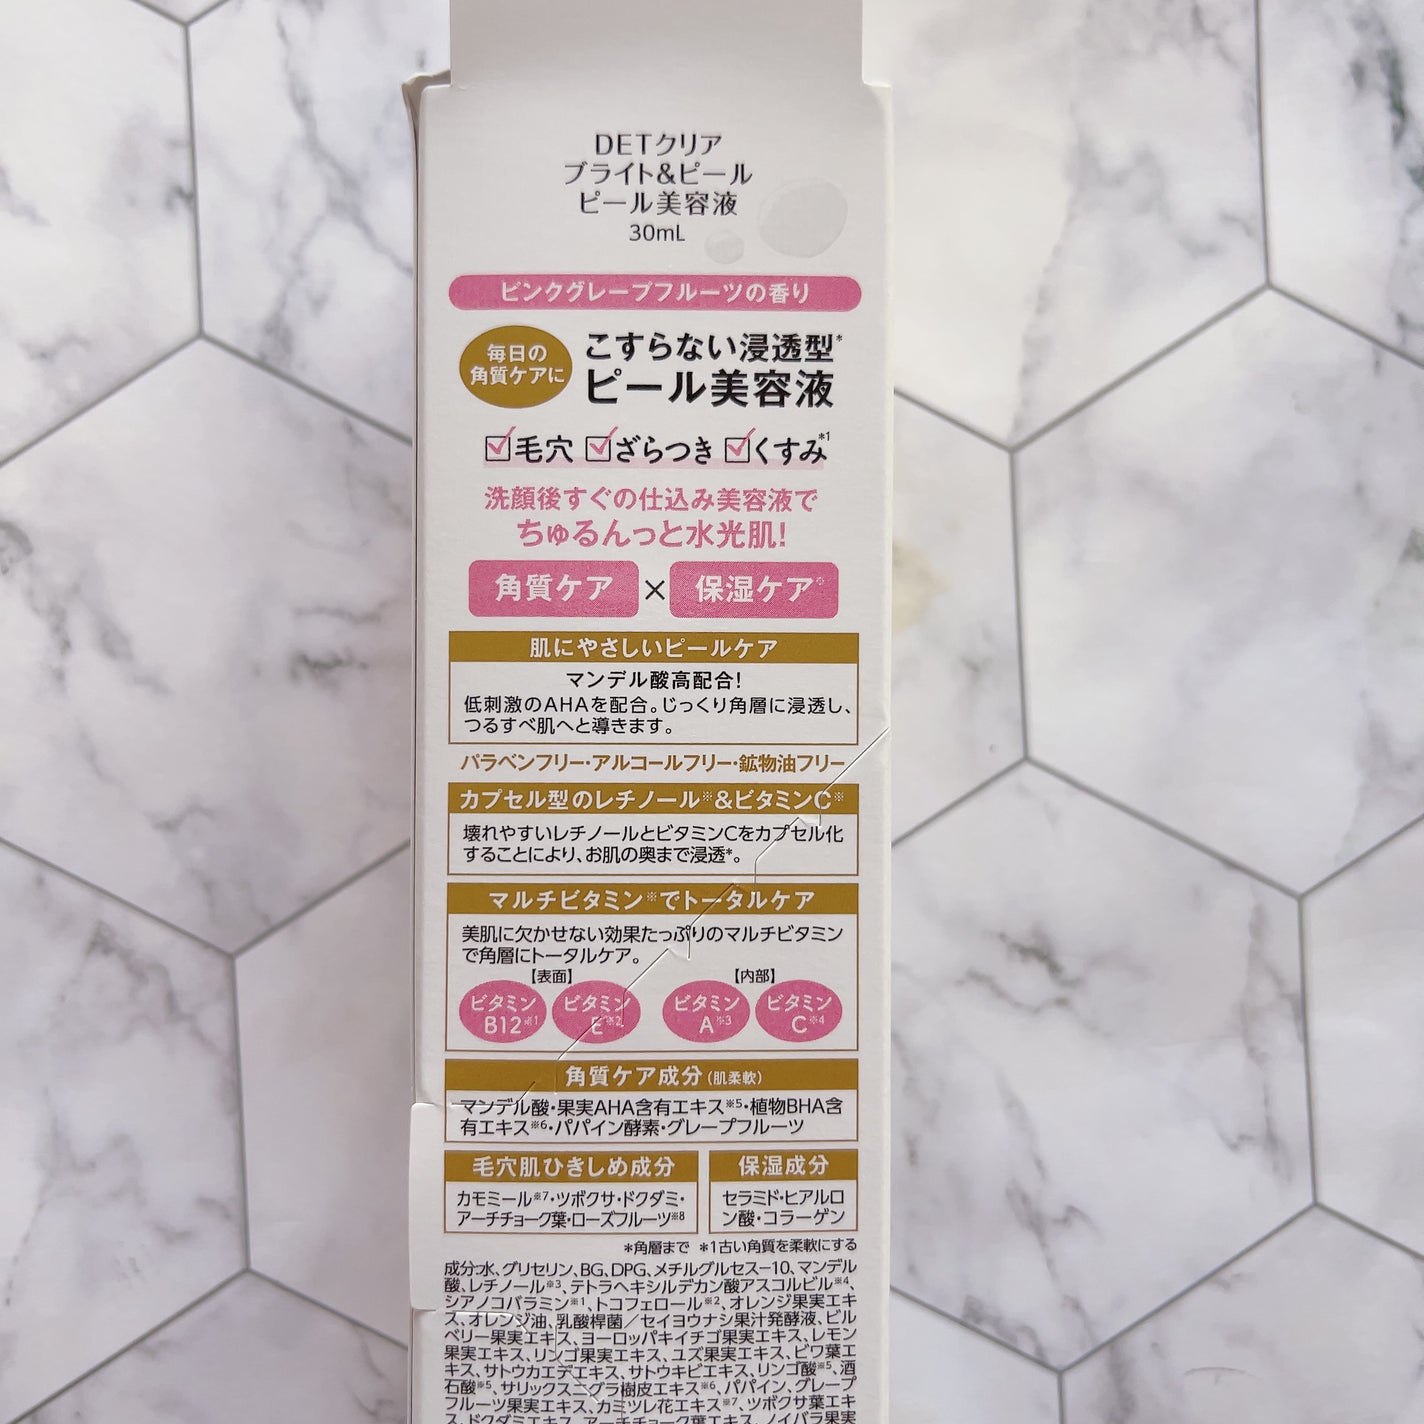 DETクリア
ブライト&ピール
ピール美容液
30mL
ピンクグレープフルーツの香り
毎日の
角質ケアに
こすらない浸透型*
ピール美容液
毛穴 ざらつき くすみ*1
洗顔後すぐの仕込み美容液で
ちゅるんっと水光肌!
角質ケア×保湿ケア※
肌にやさしいピールケア
マンデル酸高配合!
低刺激のAHAを配合。じっくり角層に浸透し、
つるすべ肌へと導きます。
パラベンフリー・アルコールフリー・鉱物油フリー
カプセル型のレチノール※&ビタミンC※
壊れやすいレチノールとビタミンCをカプセル化
することにより、お肌の奥まで浸透*。
マルチビタミン※でトータルケア
美肌に欠かせない効果たっぷりのマルチビタミン
で角層にトータルケア。
【表面】 【内部】
ビタミン ビタミン ビタミン ビタミン
B12※1 E※2 A※3 C※4
角質ケア成分(肌柔軟)
マンデル酸・果実AHA含有エキス※5・植物BHA含
有エキス※6・パパイン酵素・グレープフルーツ
毛穴肌ひきしめ成分
カモミール※7・ツボクサ・ドクダミ・
アーチチョーク葉・ローズフルーツ※8
保湿成分
セラミド・ヒアルロ
ン酸・コラーゲン
*角層まで *1古い角質を柔軟にする
成分:水、グリセリン、BG、DPG、メチルグルセス-10、マンデル
酸、レチノール※3、テトラヘキシルデカン酸アスコルビル※4、
シアノコバラミン※1、トコフェロール※2、オレンジ果実エキ
ス、オレンジ油、乳酸桿菌/セイヨウナシ果汁発酵液、ビル
ベリー果実エキス、ヨーロッパキイチゴ果実エキス、レモン
果実エキス、リンゴ果実エキス、ユズ果実エキス、ビワ葉エ
キス、サトウカエデエキス、サトウキビエキス、リンゴ酸※5、酒
石酸※5、サリックスニグラ樹皮エキス※6、パパイン、グレープ
フルーツ果実エキス、カミツレ花エキス※7、ツボクサ葉エキ
ス、ドクダミエキス、アーチチョーク葉エキス、ノイバラ果実